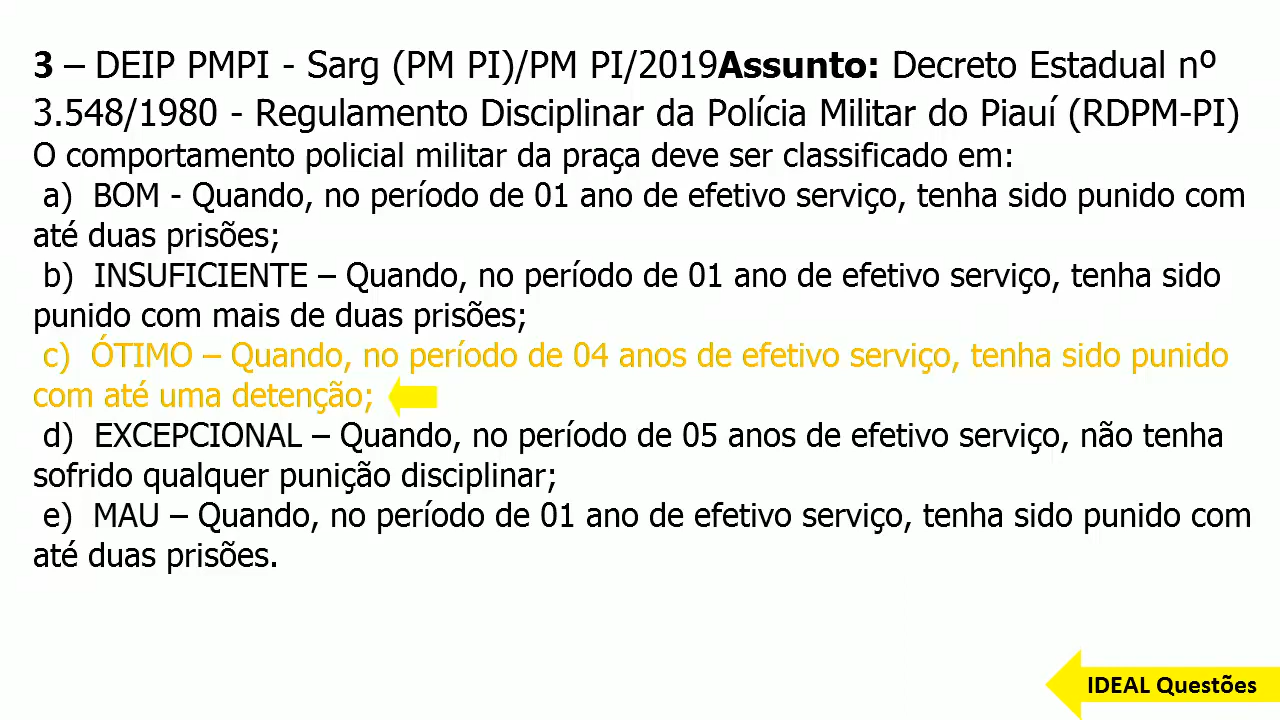 3 – DEIP PMPI - Sarg (PM PI)/PM PI/2019Assunto: Decreto Estadual nº
3.548/1980 - Regulamento Disciplinar da Polícia Militar do Piauí (RDPM-PI)
O comportamento policial militar da praça deve ser classificado em:
a) BOM - Quando, no período de 01 ano de efetivo serviço, tenha sido punido com
até duas prisões;
b) INSUFICIENTE – Quando, no período de 01 ano de efetivo serviço, tenha sido
punido com mais de duas prisões;
c) ÓTIMO – Quando, no período de 04 anos de efetivo serviço, tenha sido punido
com até uma detenção;
d) EXCEPCIONAL – Quando, no período de 05 anos de efetivo serviço, não tenha
sofrido qualquer punição disciplinar;
e) MAU – Quando, no período de 01 ano de efetivo serviço, tenha sido punido com
até duas prisões.
IDEAL Questões